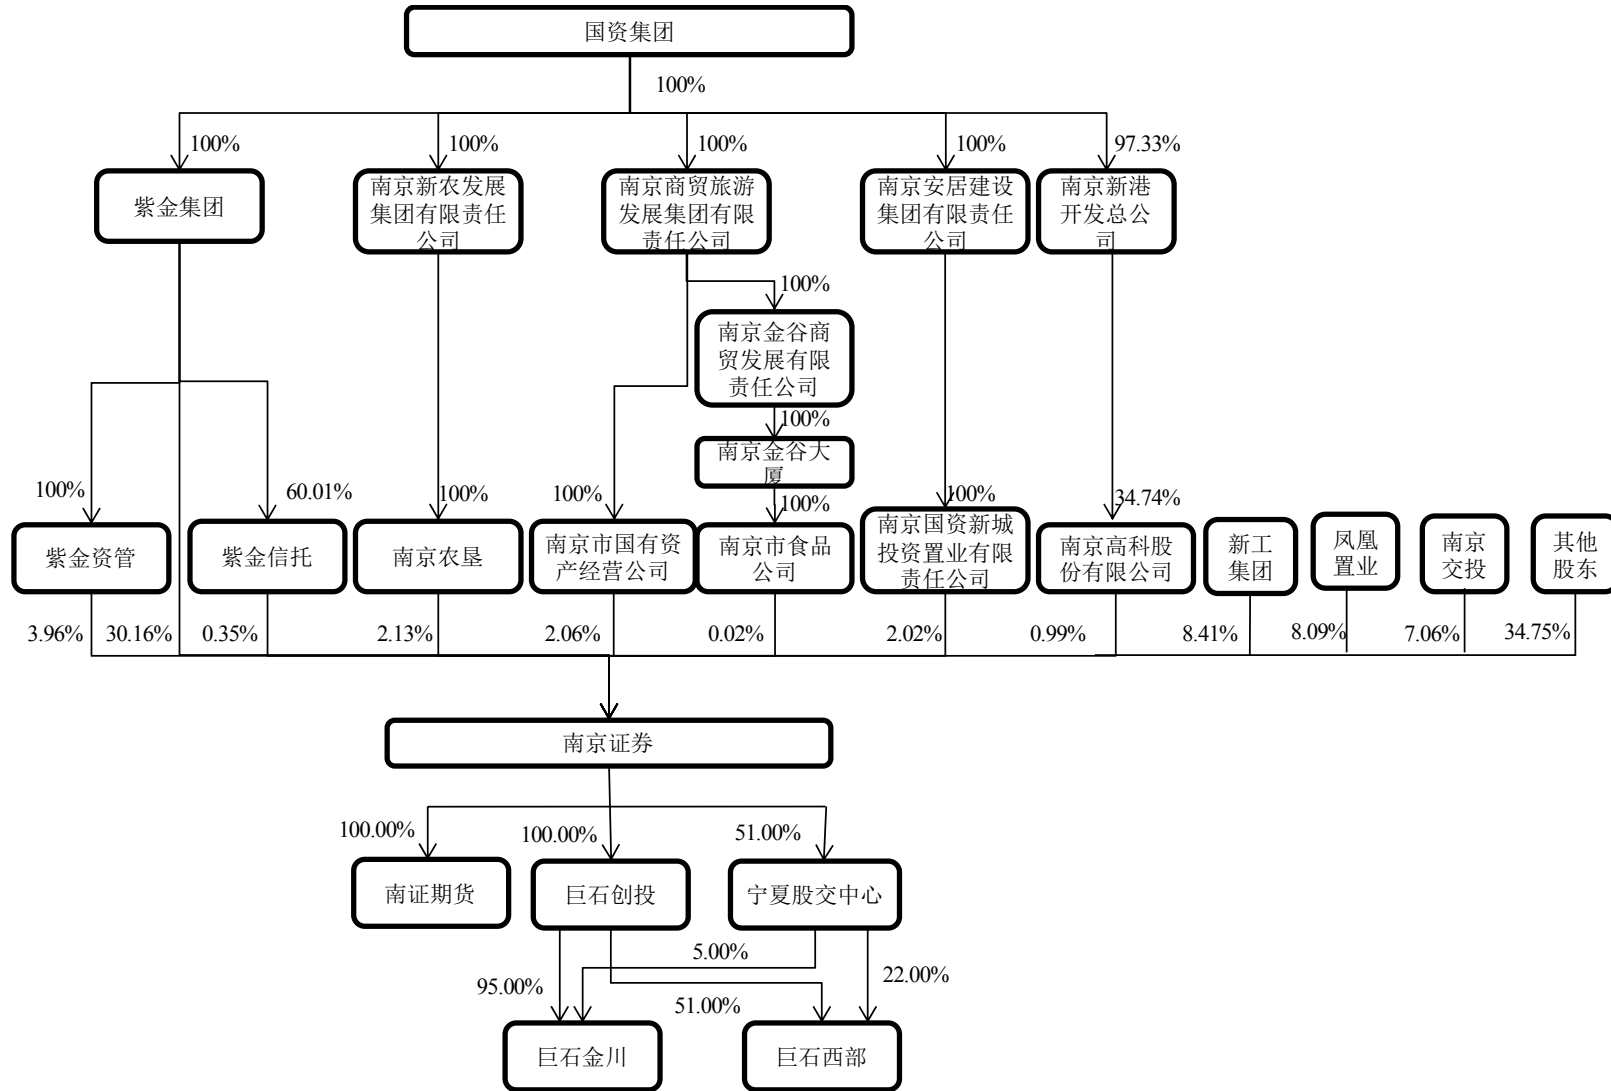 国资集团
100%
100%
100%
100%
100%
97.33%
紫金集团
南京新农发展
集团有限责任
公司
南京商贸旅游
发展集团有限
责任公司
南京安居建设
集团有限责任
公司
南京新港
开发总公
司
100%
南京金谷商
贸发展有限
责任公司
100%
南京金谷大
厦
100%
60.01%
100%
100%
100%
100%
34.74%
紫金资管
紫金信托
南京农垦
南京市国有资
产经营公司
南京市食品
公司
南京国资新城
投资置业有限
责任公司
南京高科股
份有限公司
新工
集团
凤凰
置业
南京
交投
其他
股东
3.96%
30.16%
0.35%
2.13%
2.06%
0.02%
2.02%
0.99%
8.41%
8.09%
7.06%
34.75%
南京证券
100.00%
100.00%
51.00%
南证期货
巨石创投
宁夏股交中心
5.00%
22.00%
95.00%
51.00%
巨石金川
巨石西部